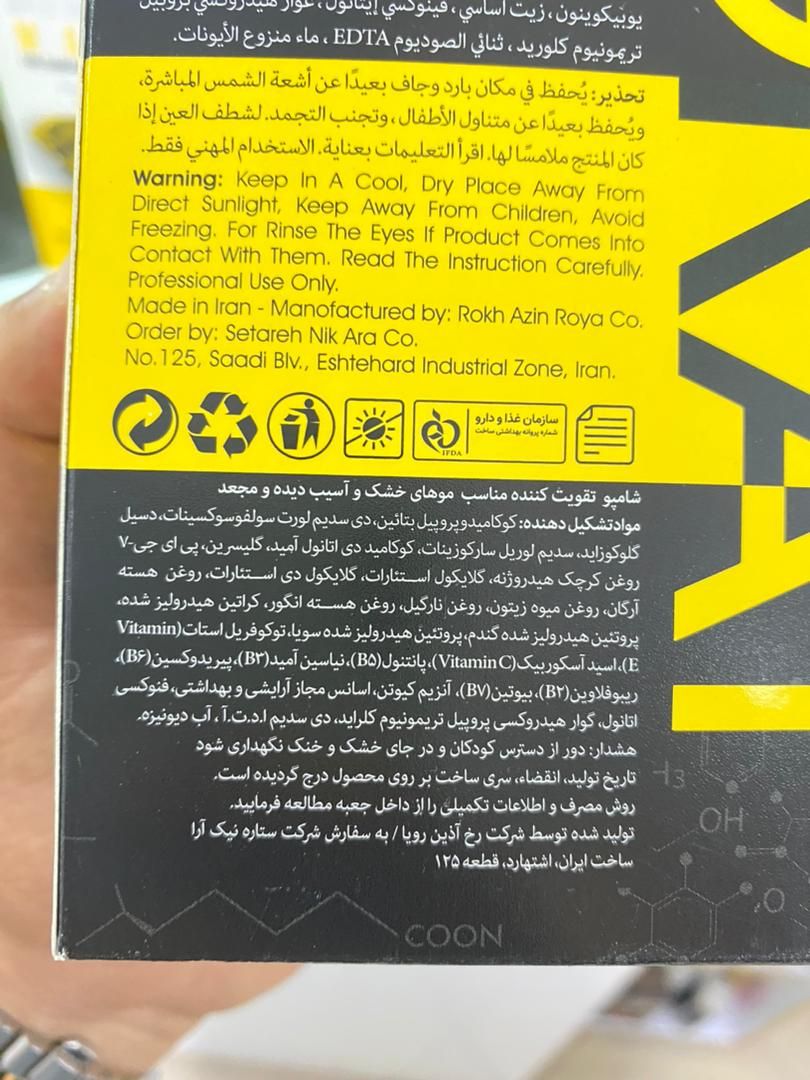 يوبيكوينون، زيت أساسي، فينوكسي إيثانول، غوار هيدروكسي بروبيل
تريمونيوم كلوريد، ثنائي الصوديوم EDTA، ماء منزوع الأيونات.
تحذير: يُحفظ في مكان بارد وجاف بعيدًا عن أشعة الشمس المباشرة،
ويُحفظ بعيدًا عن متناول الأطفال، وتجنب التجمد. لشطف العين إذا
كان المنتج ملامسًا لها. اقرأ التعليمات بعناية. الاستخدام المهني فقط.
Warning: Keep In A Cool, Dry Place Away From
Direct Sunlight, Keep Away From Children, Avoid
Freezing. For Rinse The Eyes If Product Comes Into
Contact With Them. Read The Instruction Carefully.
Professional Use Only.
Made in Iran - Manofactured by: Rokh Azin Roya Co.
Order by: Setareh Nik Ara Co.
No.125, Saadi Blv., Eshtehard Industrial Zone, Iran.
سازمان غذا و دارو
شماره پروانه بهداشتی ساخت
IFDA
شامپو تقویت کننده مناسب موهای خشک و آسیب دیده و مجعد
موادتشکیل دهنده: کوکامیدوپروپیل بتائین، دی سدیم لورت سولفوسوکسینات، دسیل
گلوکوزاید، سدیم لوریل سارکوزینات، کوکامید دی اتانول آمید، گلیسرین، پی ای جی-۷
روغن کرچک هیدروژنه، گلایکول استئارات، گلایکول دی استئارات، روغن هسته
آرگان، روغن میوه زیتون، روغن نارگیل، روغن هسته انگور، کراتین هیدرولیز شده،
پروتئین هیدرولیز شده گندم، پروتئین هیدرولیز شده سویا، توکوفریل استات(Vitamin
E)، اسید آسکوربیک(Vitamin C)، پانتنول(B۵)، نیاسین آمید(B۳)، پیریدوکسین(B۶)،
ریبوفلاوین(B۲)، بیوتین(B۷)، آنزیم کیوتن، اسانس مجاز آرایشی و بهداشتی، فنوکسی
اتانول، گوار هیدروکسی پروپیل تریمونیوم کلراید، دی سدیم ا.د.ت.آ، آب دیونیزه.
هشدار: دور از دسترس کودکان و در جای خشک و خنک نگهداری شود
تاریخ تولید، انقضاء، سری ساخت بر روی محصول درج گردیده است.
روش مصرف و اطلاعات تکمیلی را از داخل جعبه مطالعه فرمایید.
تولید شده توسط شرکت رخ آذین رویا / به سفارش شرکت ستاره نیک آرا
ساخت ایران، اشتهارد، قطعه ۱۲۵
H3
OH
O
COON